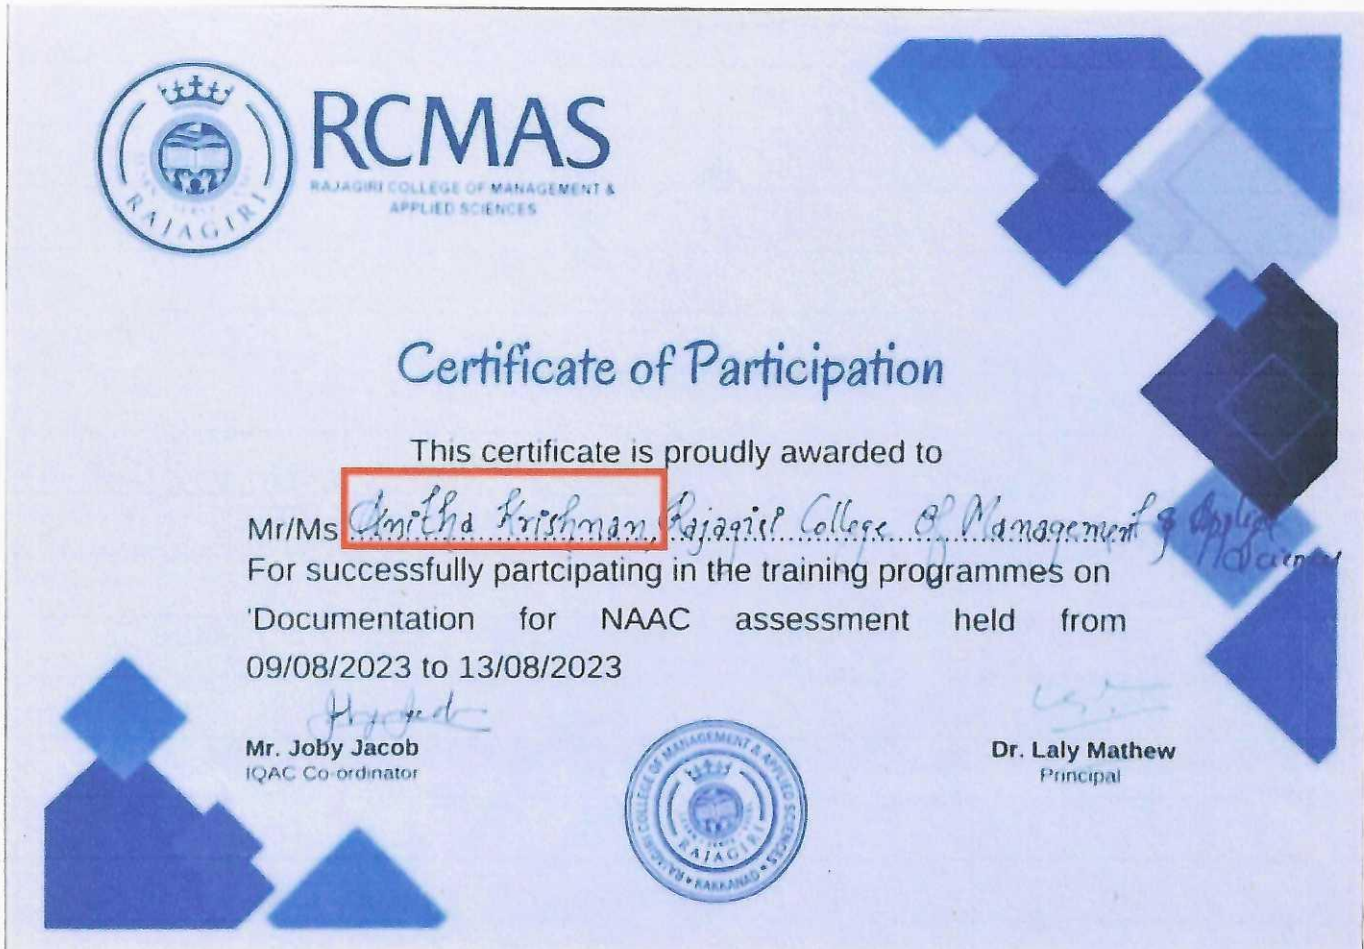 RCMAS
RAJAGIRI COLLEGE OF MANAGEMENT &
APPLIED SCIENCES
RAJAGIRI
Certificate of Participation
This certificate is proudly awarded to
Mr/Ms Anitha Krishnan, Rajagiri College Of Management & Applied
Sciences
For successfully partcipating in the training programmes on
'Documentation for NAAC assessment held from
09/08/2023 to 13/08/2023
Mr. Joby Jacob
IQAC Co-ordinator
Dr. Laly Mathew
Principal
RAJAGIRI COLLEGE OF MANAGEMENT & APPLIED SCIENCES
KAKKANAD
RAJAGIRI